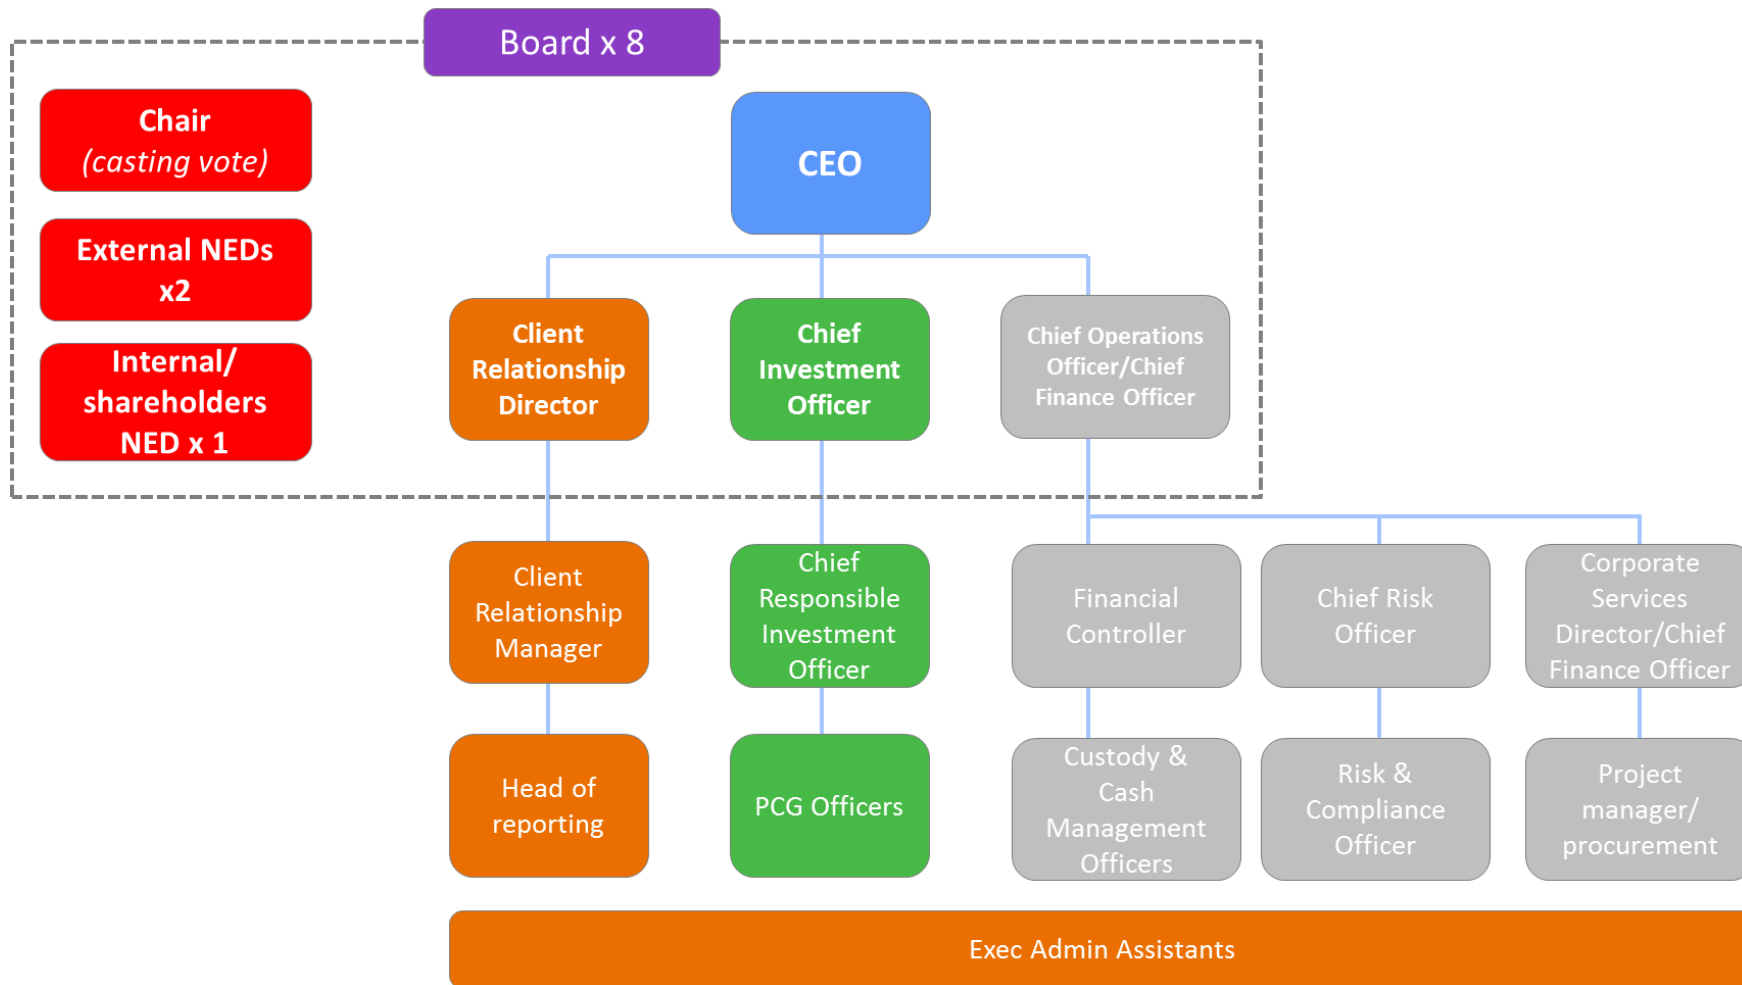 Board x 8
Chair
(casting vote)
External NEDs
x2
Internal/
shareholders
NED x 1
CEO
Client
Relationship
Director
Chief
Investment
Officer
Chief Operations
Officer/Chief
Finance Officer
Client
Relationship
Manager
Chief
Responsible
Investment
Officer
Financial
Controller
Chief Risk
Officer
Corporate
Services
Director/Chief
Finance Officer
Head of
reporting
PCG Officers
Custody &
Cash
Management
Officers
Risk &
Compliance
Officer
Project
manager/
procurement
Exec Admin Assistants